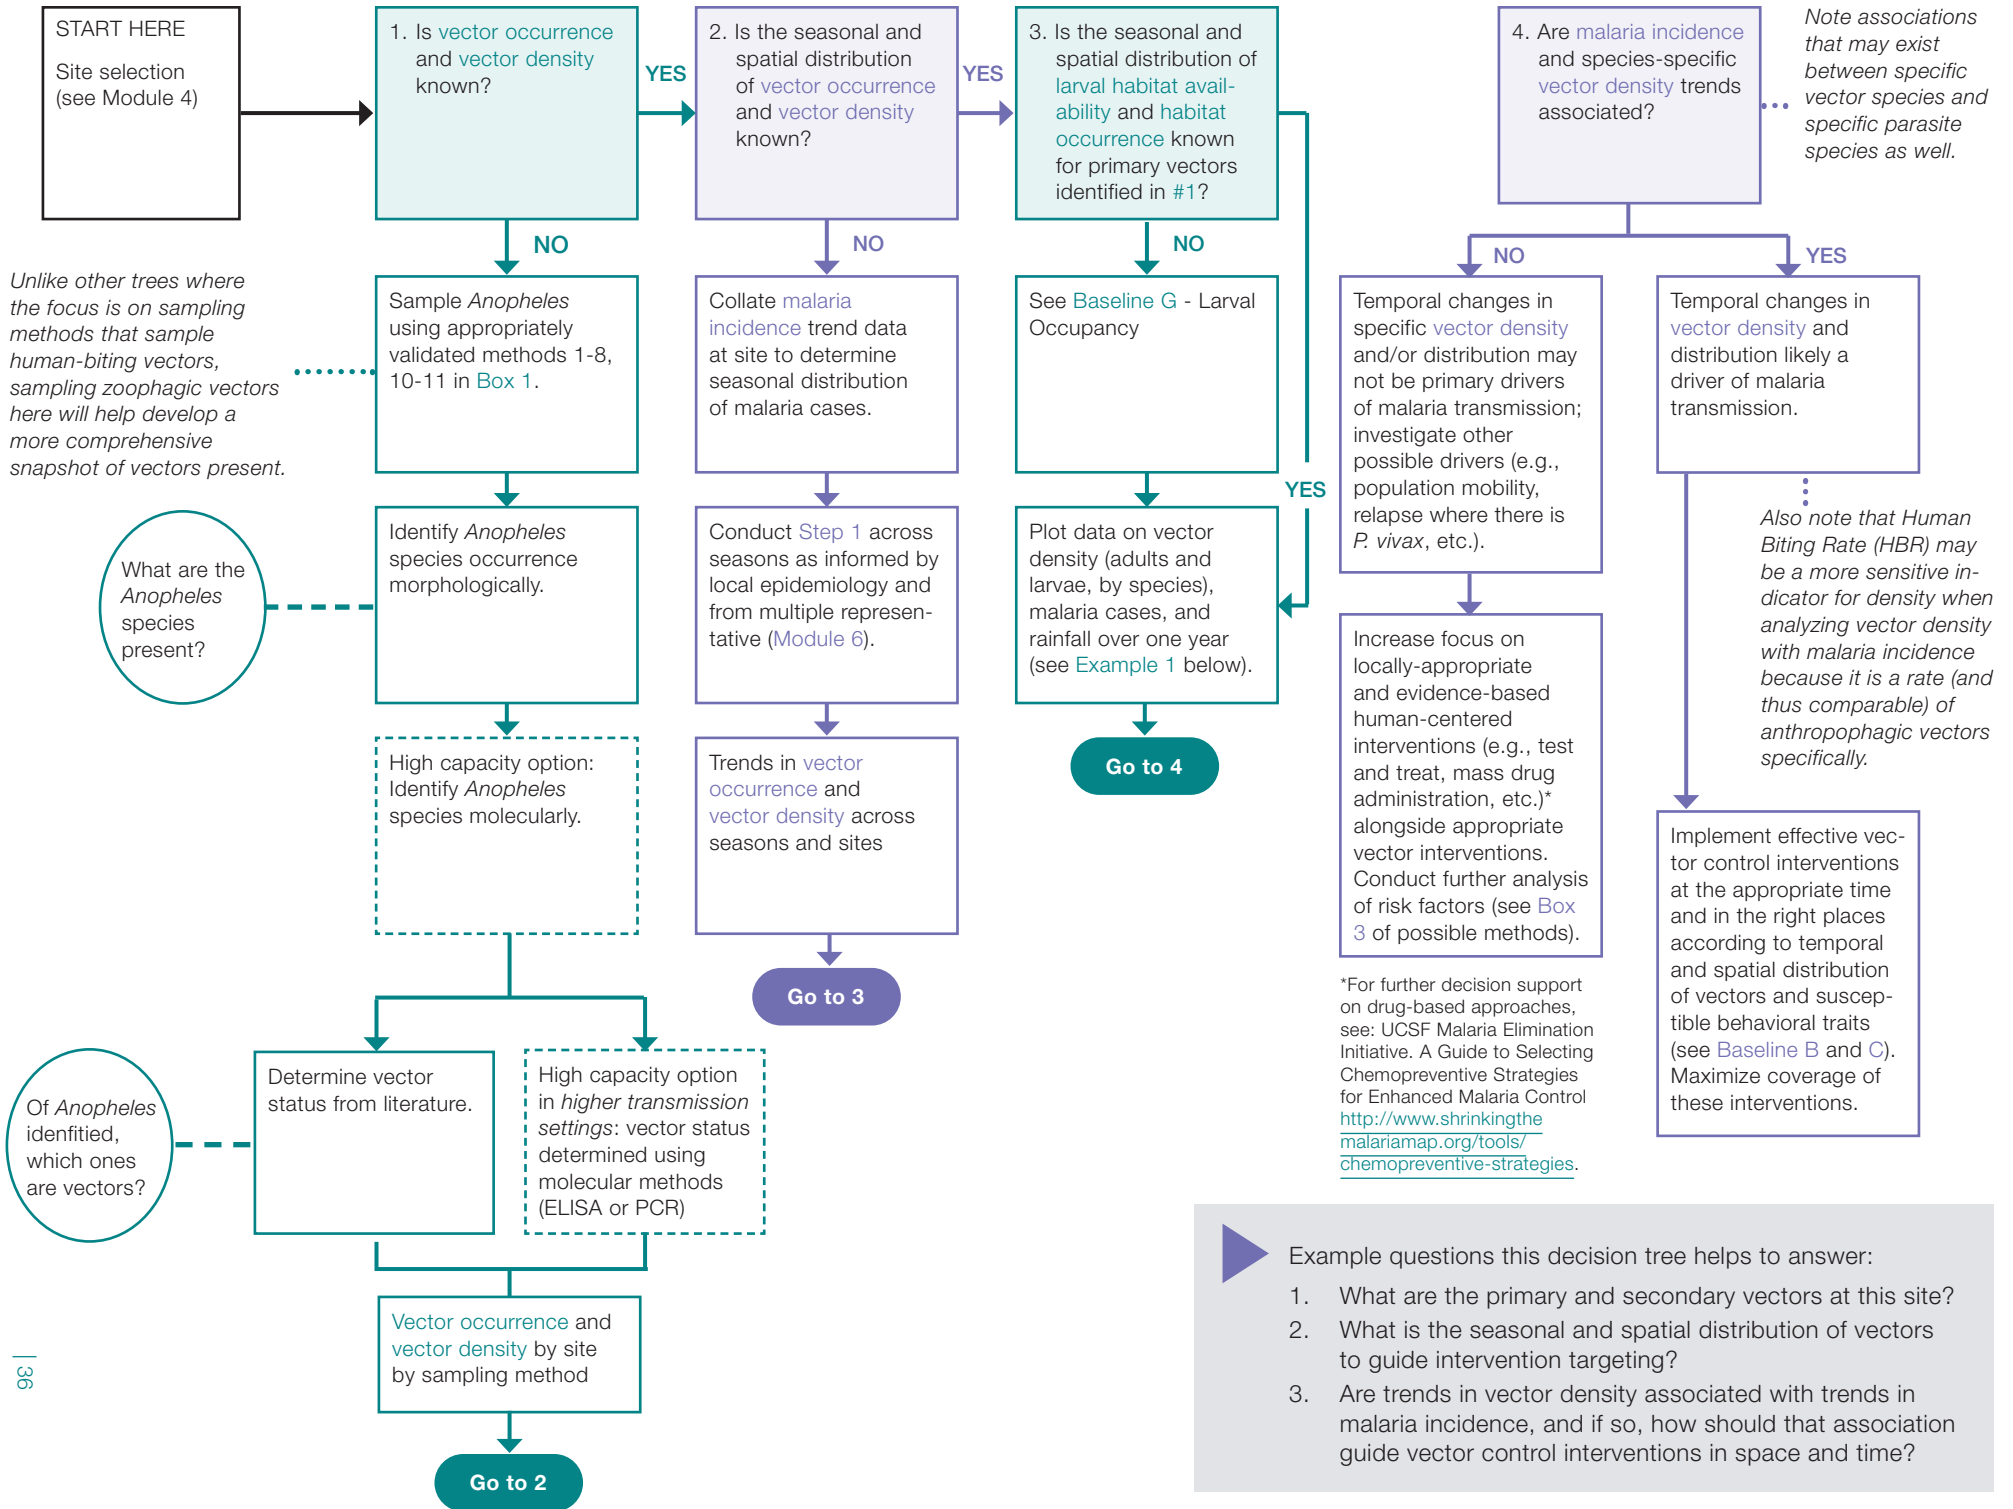 START HERE
Site selection
(see Module 4)
1. Is vector occurrence
and vector density
known?
YES
2. Is the seasonal and
spatial distribution
of vector occurrence
and vector density
known?
YES
3. Is the seasonal and
spatial distribution of
larval habitat avail-
ability and habitat
occurrence known
for primary vectors
identified in #1?
4. Are malaria incidence
and species-specific
vector density trends
associated?
Note associations
that may exist
between specific
vector species and
specific parasite
species as well.
NO
NO
NO
YES
NO
YES
Unlike other trees where
the focus is on sampling
methods that sample
human-biting vectors,
sampling zoophagic vectors
here will help develop a
more comprehensive
snapshot of vectors present.
Sample Anopheles
using appropriately
validated methods 1-8,
10-11 in Box 1.
What are the
Anopheles
species
present?
Identify Anopheles
species occurrence
morphologically.
High capacity option:
Identify Anopheles
species molecularly.
Of Anopheles
idenfitied,
which ones
are vectors?
Determine vector
status from literature.
High capacity option
in higher transmission
settings: vector status
determined using
molecular methods
(ELISA or PCR)
Vector occurrence and
vector density by site
by sampling method
Go to 2
Collate malaria
incidence trend data
at site to determine
seasonal distribution
of malaria cases.
Conduct Step 1 across
seasons as informed by
local epidemiology and
from multiple represen-
tative (Module 6).
Trends in vector
occurrence and
vector density across
seasons and sites
Go to 3
See Baseline G - Larval
Occupancy
Plot data on vector
density (adults and
larvae, by species),
malaria cases, and
rainfall over one year
(see Example 1 below).
Go to 4
Temporal changes in
specific vector density
and/or distribution may
not be primary drivers
of malaria transmission;
investigate other
possible drivers (e.g.,
population mobility,
relapse where there is
P. vivax, etc.).
Increase focus on
locally-appropriate
and evidence-based
human-centered
interventions (e.g., test
and treat, mass drug
administration, etc.)*
alongside appropriate
vector interventions.
Conduct further analysis
of risk factors (see Box
3 of possible methods).
*For further decision support
on drug-based approaches,
see: UCSF Malaria Elimination
Initiative. A Guide to Selecting
Chemopreventive Strategies
for Enhanced Malaria Control
http://www.shrinkingthe
malariamap.org/tools/
chemopreventive-strategies.
Temporal changes in
vector density and
distribution likely a
driver of malaria
transmission.
Also note that Human
Biting Rate (HBR) may
be a more sensitive in-
dicator for density when
analyzing vector density
with malaria incidence
because it is a rate (and
thus comparable) of
anthropophagic vectors
specifically.
Implement effective vec-
tor control interventions
at the appropriate time
and in the right places
according to temporal
and spatial distribution
of vectors and suscep-
tible behavioral traits
(see Baseline B and C).
Maximize coverage of
these interventions.
Example questions this decision tree helps to answer:
1. What are the primary and secondary vectors at this site?
2. What is the seasonal and spatial distribution of vectors
to guide intervention targeting?
3. Are trends in vector density associated with trends in
malaria incidence, and if so, how should that association
guide vector control interventions in space and time?
| 36